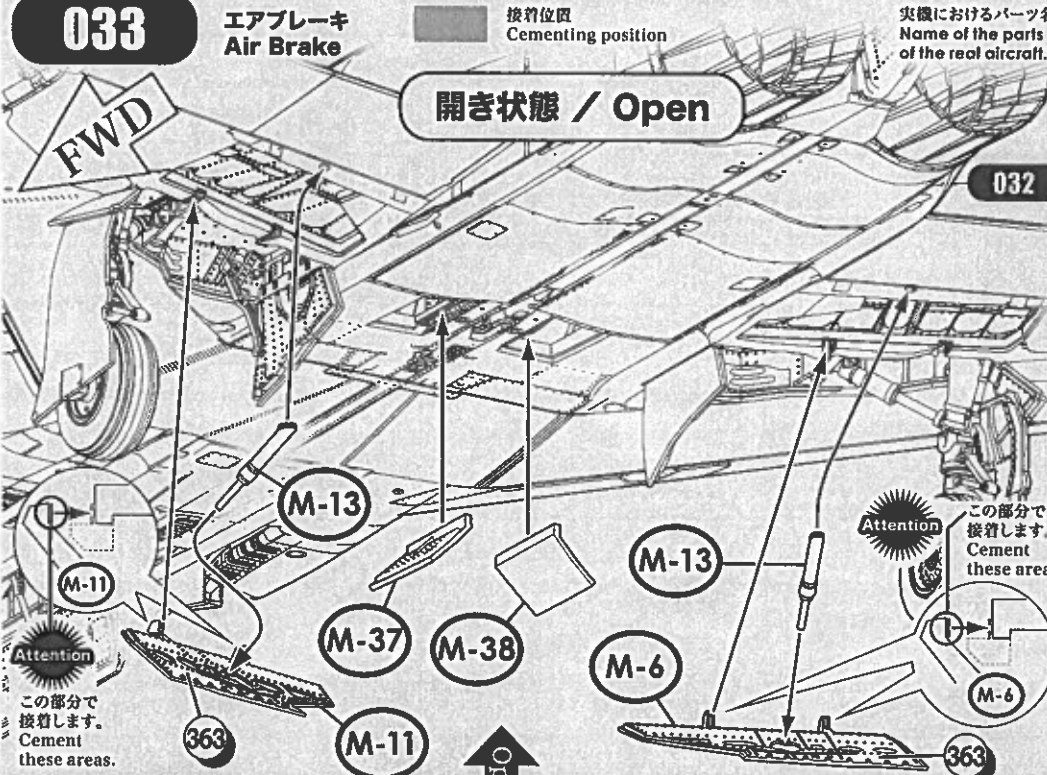 033
エアブレーキ
Air Brake
接着位置
Cementing position
実機におけるパーツ名
Name of the parts
of the real aircraft.
開き状態 / Open
FWD
032
M-13
M-11
Attention
この部分で
接着します。
Cement
these areas.
363
M-11
M-37
M-38
M-13
M-6
Attention
この部分で
接着します。
Cement
these area
M-6
363